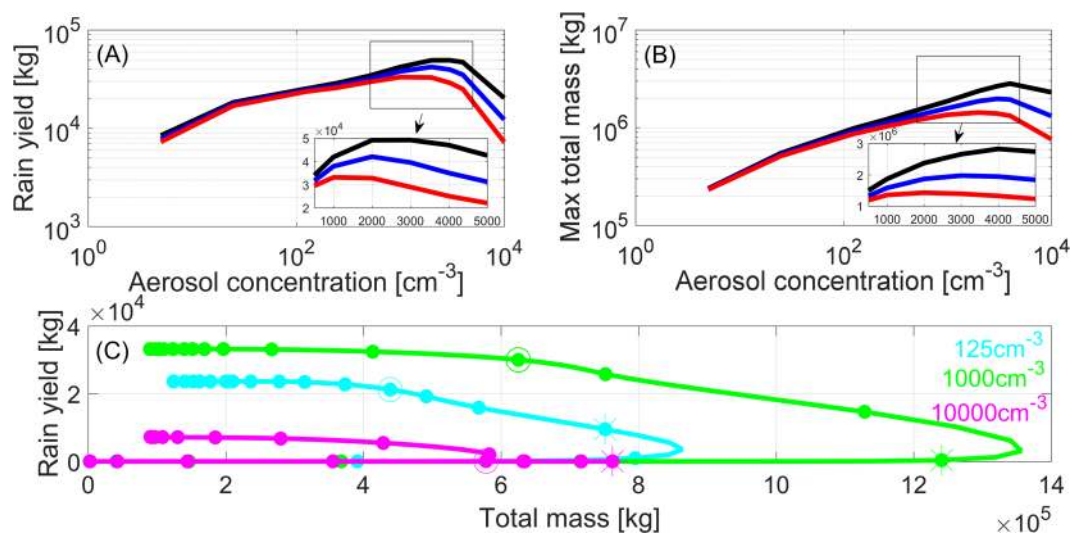 (A)
Rain yield [kg]
10^5
10^4
10^3
×10^4
5
4
3
2
1000 2000 3000 4000 5000
10^0 10^2 10^4
Aerosol concentration [cm^-3]
(B)
Max total mass [kg]
10^7
10^6
10^5
×10^6
3
2
1
1000 2000 3000 4000 5000
10^0 10^2 10^4
Aerosol concentration [cm^-3]
×10^4
(C)
Rain yield [kg]
4
2
0
125cm^-3
1000cm^-3
10000cm^-3
0 2 4 6 8 10 12 14
Total mass [kg]
×10^5